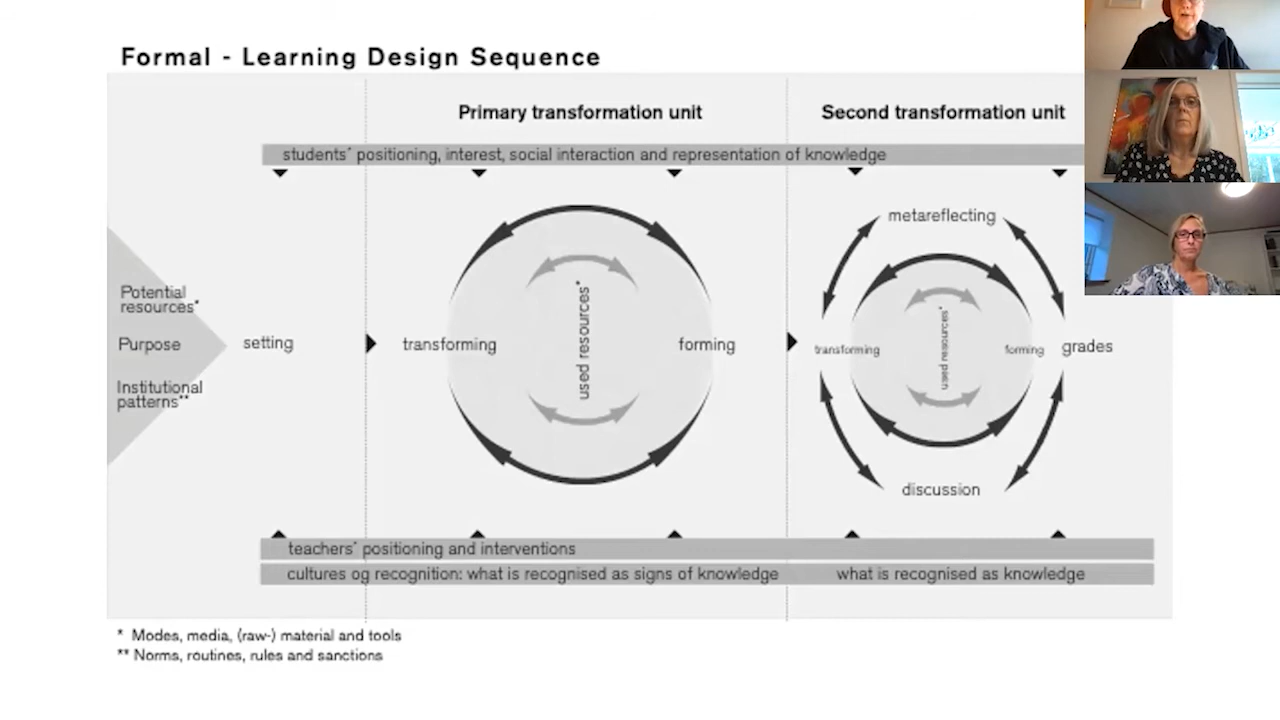 Formal - Learning Design Sequence
Primary transformation unit
Second transformation unit
students´ positioning, interest, social interaction and representation of knowledge
metareflecting
Potential
resources*
Purpose
Institutional
patterns**
setting
transforming
used resources*
forming
transforming
used resources*
forming
grades
discussion
teachers´ positioning and interventions
cultures og recognition: what is recognised as signs of knowledge
what is recognised as knowledge
* Modes, media, (raw-) material and tools
** Norms, routines, rules and sanctions